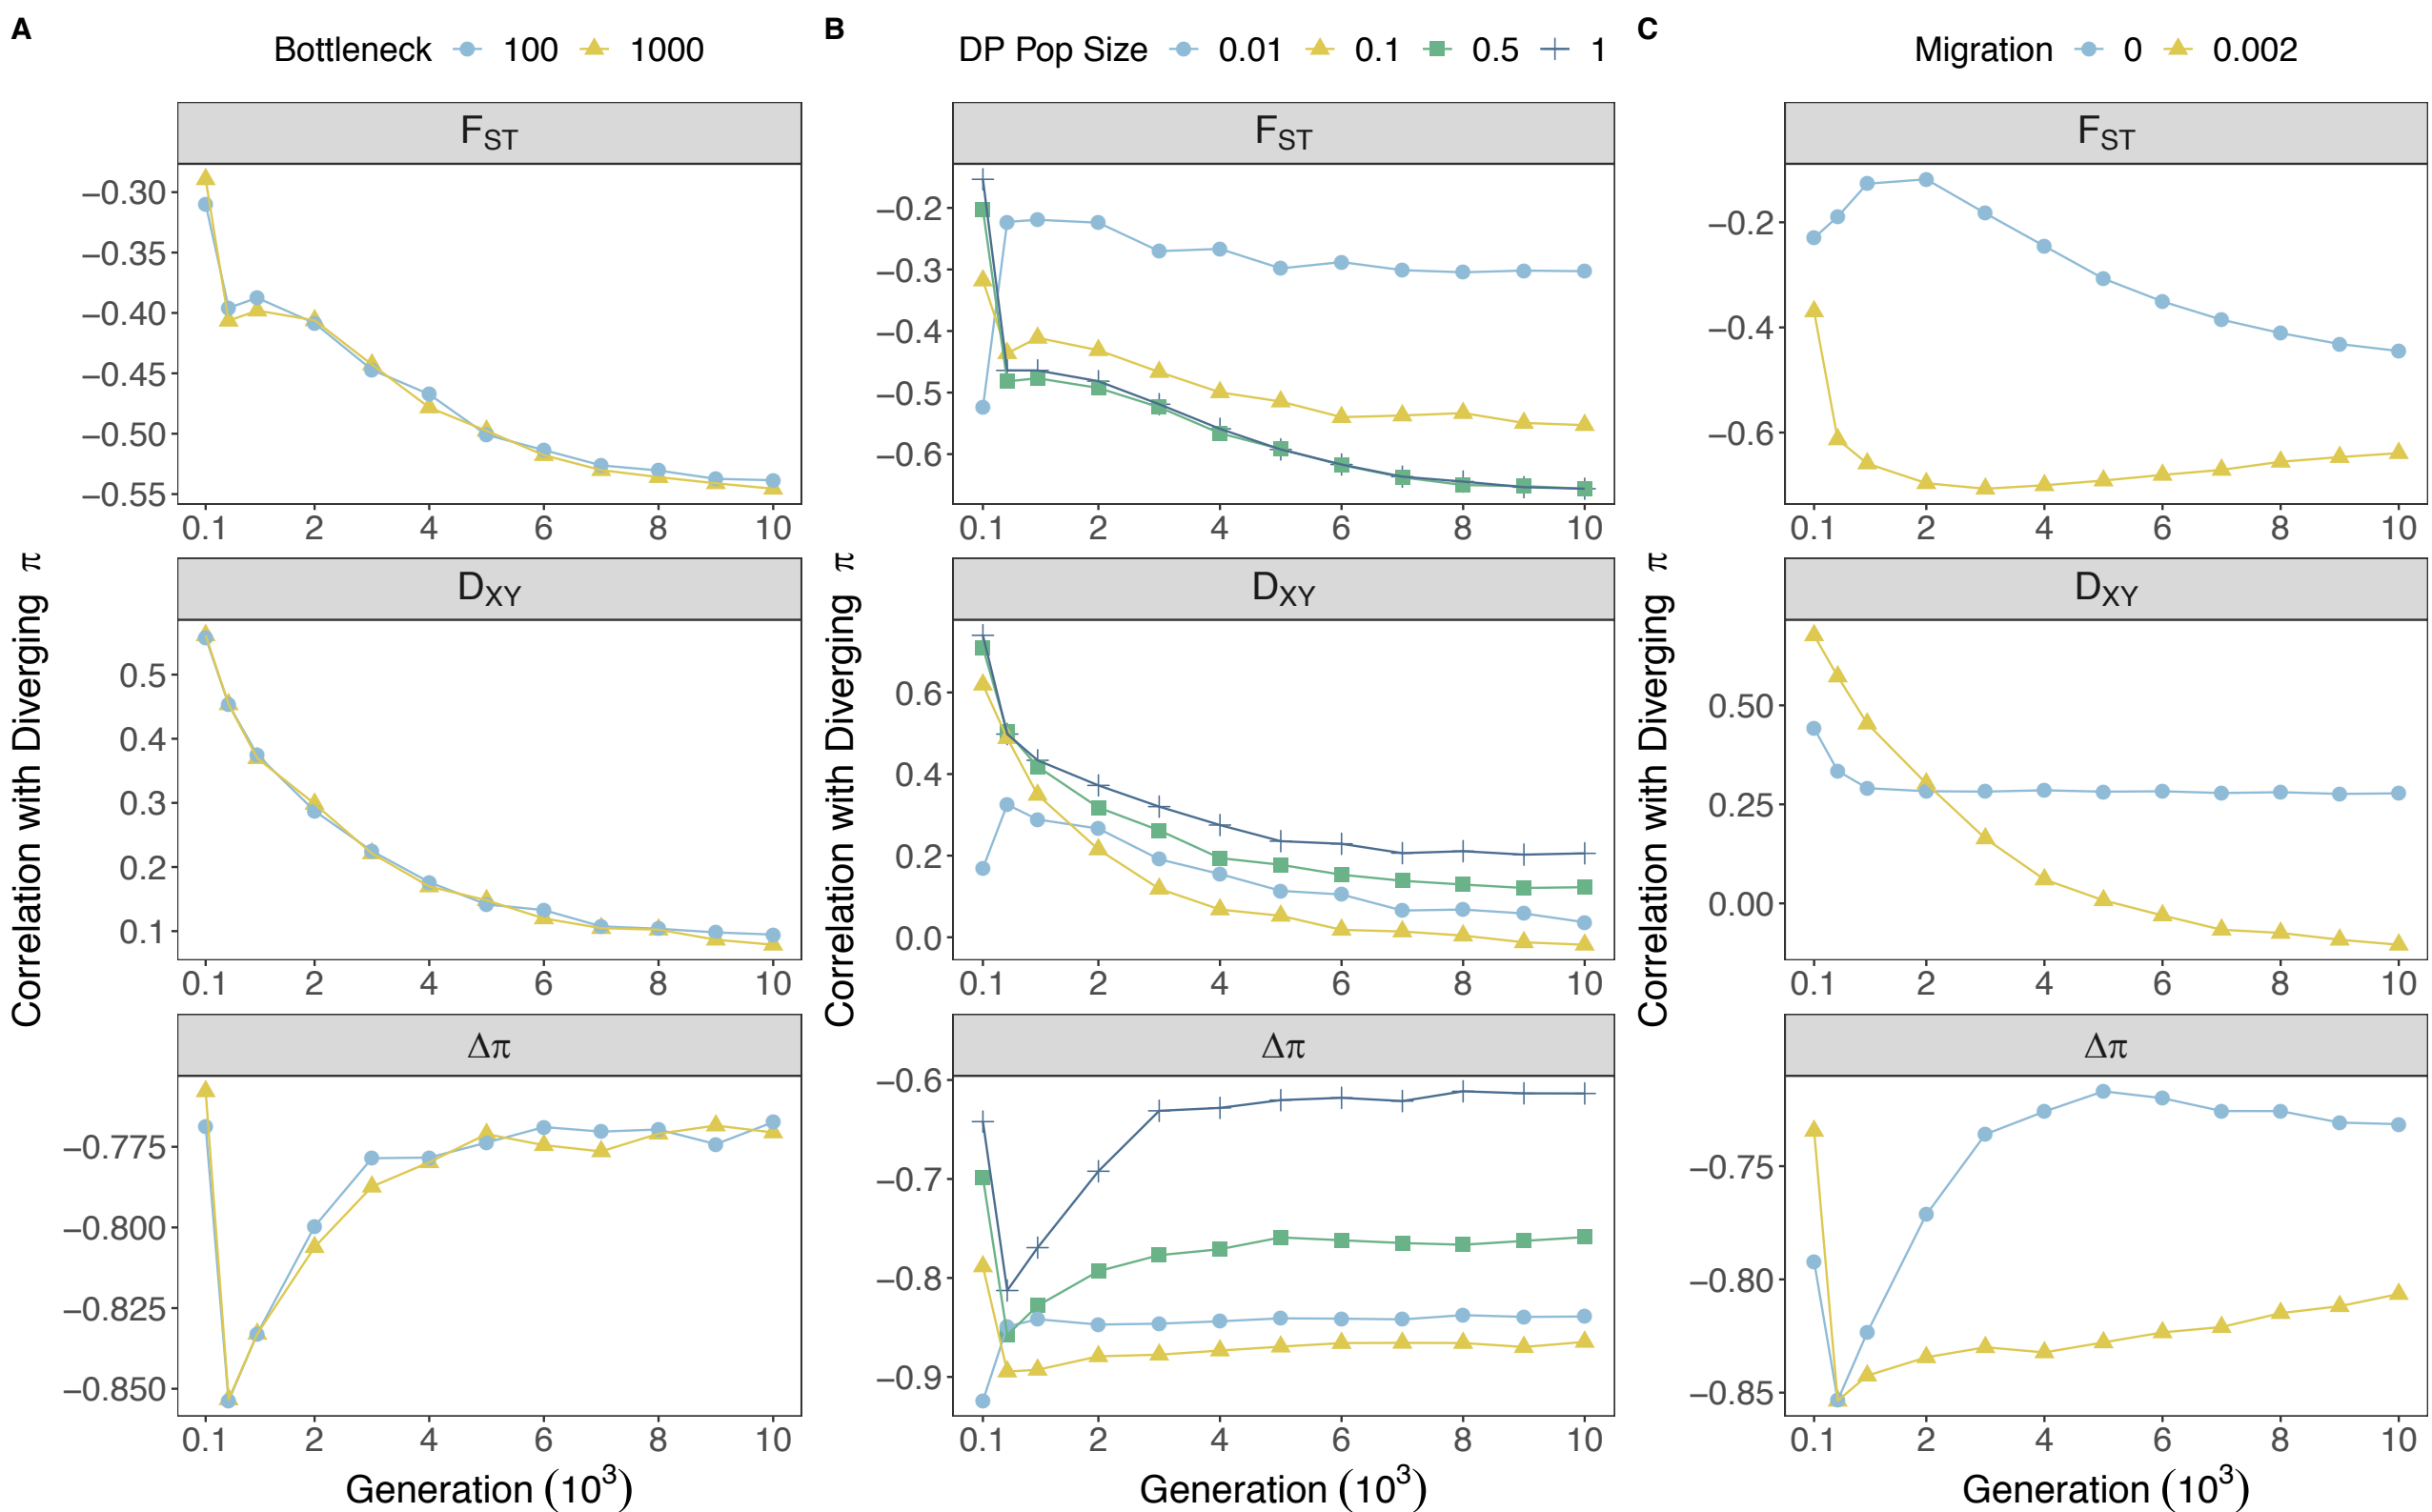 A
Bottleneck 100 1000
F_ST
−0.30
−0.35
−0.40
−0.45
−0.50
−0.55
0.1 2 4 6 8 10
D_XY
0.5
0.4
0.3
0.2
0.1
0.1 2 4 6 8 10
Δπ
−0.775
−0.800
−0.825
−0.850
0.1 2 4 6 8 10
Correlation with Diverging π
Generation (10³)
B
DP Pop Size 0.01 0.1 0.5 1
F_ST
−0.2
−0.3
−0.4
−0.5
−0.6
0.1 2 4 6 8 10
D_XY
0.6
0.4
0.2
0.0
0.1 2 4 6 8 10
Δπ
−0.6
−0.7
−0.8
−0.9
0.1 2 4 6 8 10
Correlation with Diverging π
Generation (10³)
C
Migration 0 0.002
F_ST
−0.2
−0.4
−0.6
0.1 2 4 6 8 10
D_XY
0.50
0.25
0.00
0.1 2 4 6 8 10
Δπ
−0.75
−0.80
−0.85
0.1 2 4 6 8 10
Correlation with Diverging π
Generation (10³)